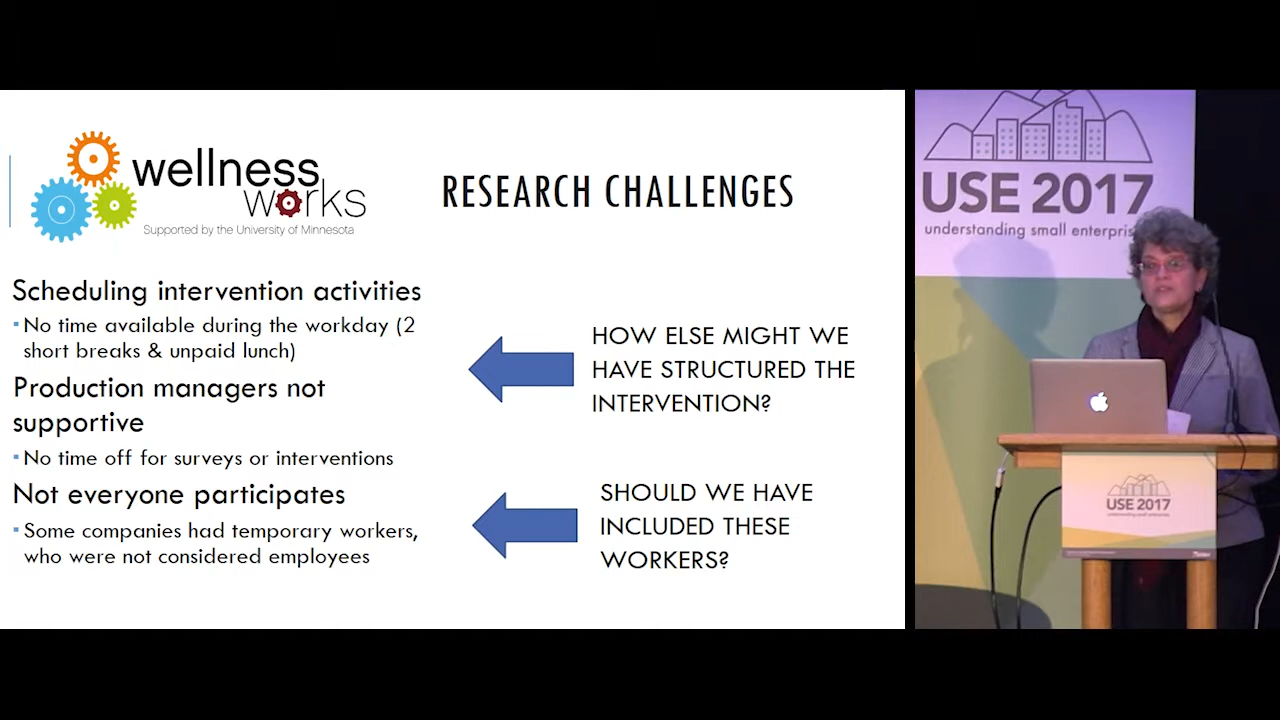 wellness
works
Supported by the University of Minnesota
RESEARCH CHALLENGES
Scheduling intervention activities
▪ No time available during the workday (2
short breaks & unpaid lunch)
Production managers not
supportive
▪ No time off for surveys or interventions
Not everyone participates
▪ Some companies had temporary workers,
who were not considered employees
HOW ELSE MIGHT WE
HAVE STRUCTURED THE
INTERVENTION?
SHOULD WE HAVE
INCLUDED THESE
WORKERS?
USE 2017
understanding small enterpris
USE 2017
understanding small enterprises